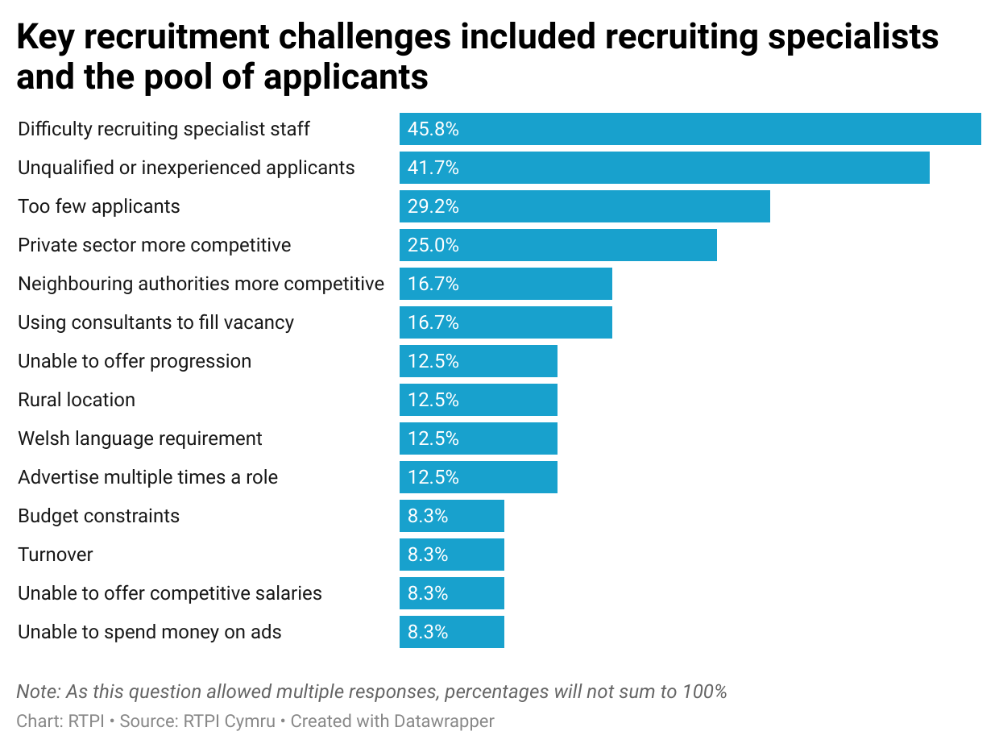 Key recruitment challenges included recruiting specialists
and the pool of applicants
Difficulty recruiting specialist staff 45.8%
Unqualified or inexperienced applicants 41.7%
Too few applicants 29.2%
Private sector more competitive 25.0%
Neighbouring authorities more competitive 16.7%
Using consultants to fill vacancy 16.7%
Unable to offer progression 12.5%
Rural location 12.5%
Welsh language requirement 12.5%
Advertise multiple times a role 12.5%
Budget constraints 8.3%
Turnover 8.3%
Unable to offer competitive salaries 8.3%
Unable to spend money on ads 8.3%
Note: As this question allowed multiple responses, percentages will not sum to 100%
Chart: RTPI • Source: RTPI Cymru • Created with Datawrapper